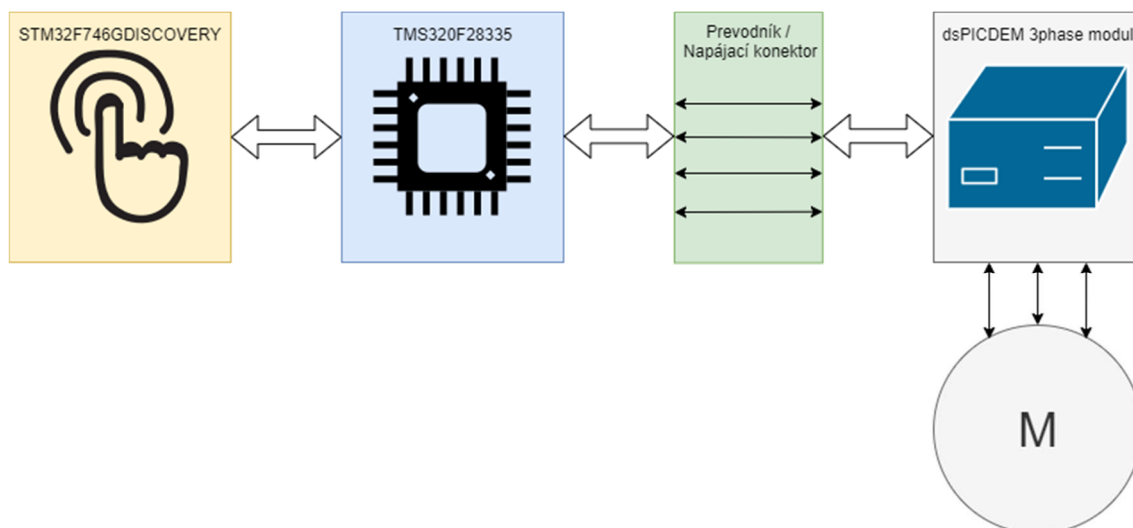 STM32F746GDISCOVERY
TMS320F28335
Prevodník /
Napájací konektor
dsPICDEM 3phase modul
M